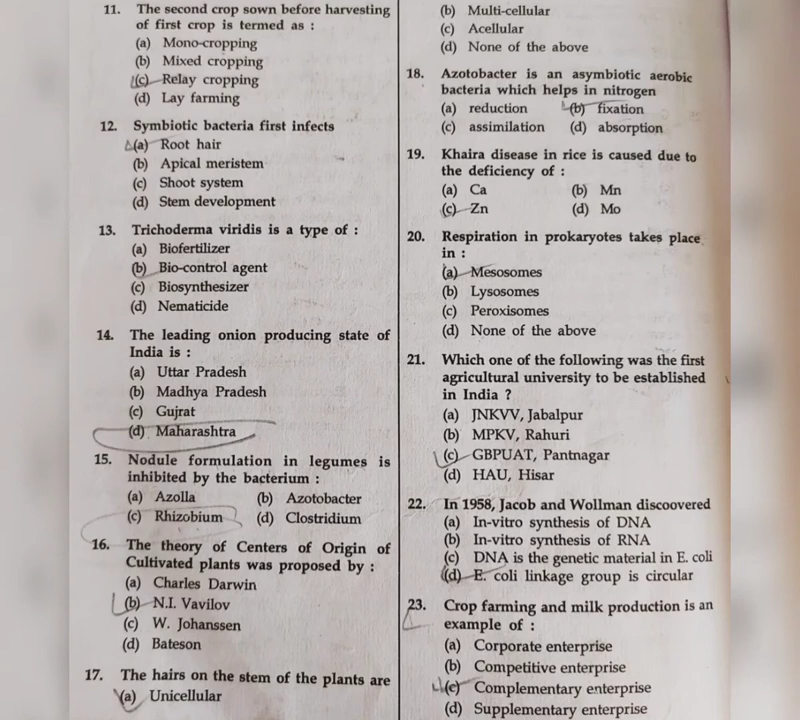 11. The second crop sown before harvesting
of first crop is termed as :
(a) Mono-cropping
(b) Mixed cropping
(c) Relay cropping
(d) Lay farming
12. Symbiotic bacteria first infects
(a) Root hair
(b) Apical meristem
(c) Shoot system
(d) Stem development
13. Trichoderma viridis is a type of :
(a) Biofertilizer
(b) Bio-control agent
(c) Biosynthesizer
(d) Nematicide
14. The leading onion producing state of
India is :
(a) Uttar Pradesh
(b) Madhya Pradesh
(c) Gujrat
(d) Maharashtra
15. Nodule formulation in legumes is
inhibited by the bacterium :
(a) Azolla (b) Azotobacter
(c) Rhizobium (d) Clostridium
16. The theory of Centers of Origin of
Cultivated plants was proposed by :
(a) Charles Darwin
(b) N.I. Vavilov
(c) W. Johanssen
(d) Bateson
17. The hairs on the stem of the plants are
(a) Unicellular
(b) Multi-cellular
(c) Acellular
(d) None of the above
18. Azotobacter is an asymbiotic aerobic
bacteria which helps in nitrogen
(a) reduction (b) fixation
(c) assimilation (d) absorption
19. Khaira disease in rice is caused due to
the deficiency of :
(a) Ca (b) Mn
(c) Zn (d) Mo
20. Respiration in prokaryotes takes place
in :
(a) Mesosomes
(b) Lysosomes
(c) Peroxisomes
(d) None of the above
21. Which one of the following was the first
agricultural university to be established
in India ?
(a) JNKVV, Jabalpur
(b) MPKV, Rahuri
(c) GBPUAT, Pantnagar
(d) HAU, Hisar
22. In 1958, Jacob and Wollman discoovered
(a) In-vitro synthesis of DNA
(b) In-vitro synthesis of RNA
(c) DNA is the genetic material in E. coli
(d) E. coli linkage group is circular
23. Crop farming and milk production is an
example of :
(a) Corporate enterprise
(b) Competitive enterprise
(c) Complementary enterprise
(d) Supplementary enterprise